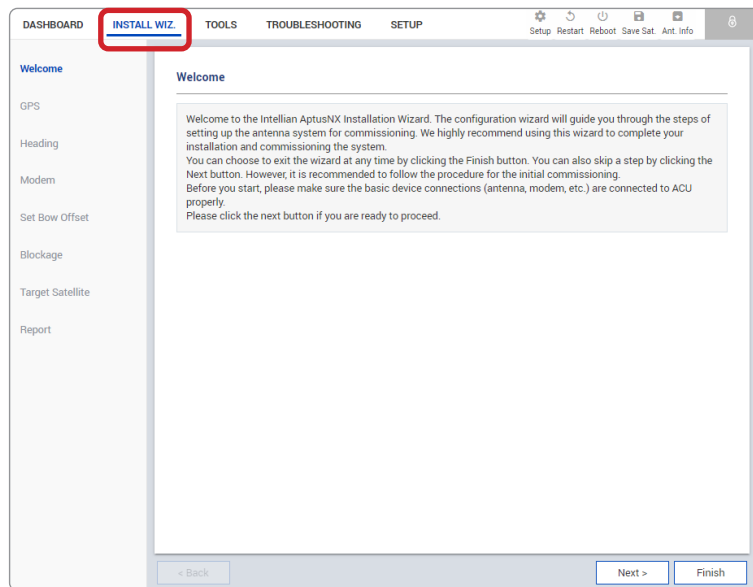 DASHBOARD INSTALL WIZ. TOOLS TROUBLESHOOTING SETUP
Setup Restart Reboot Save Sat. Ant. Info
Welcome
GPS
Heading
Modem
Set Bow Offset
Blockage
Target Satellite
Report
Welcome
Welcome to the Intellian AptusNX Installation Wizard. The configuration wizard will guide you through the steps of
setting up the antenna system for commissioning. We highly recommend using this wizard to complete your
installation and commissioning the system.
You can choose to exit the wizard at any time by clicking the Finish button. You can also skip a step by clicking the
Next button. However, it is recommended to follow the procedure for the initial commissioning.
Before you start, please make sure the basic device connections (antenna, modem, etc.) are connected to ACU
properly.
Please click the next button if you are ready to proceed.
< Back Next > Finish